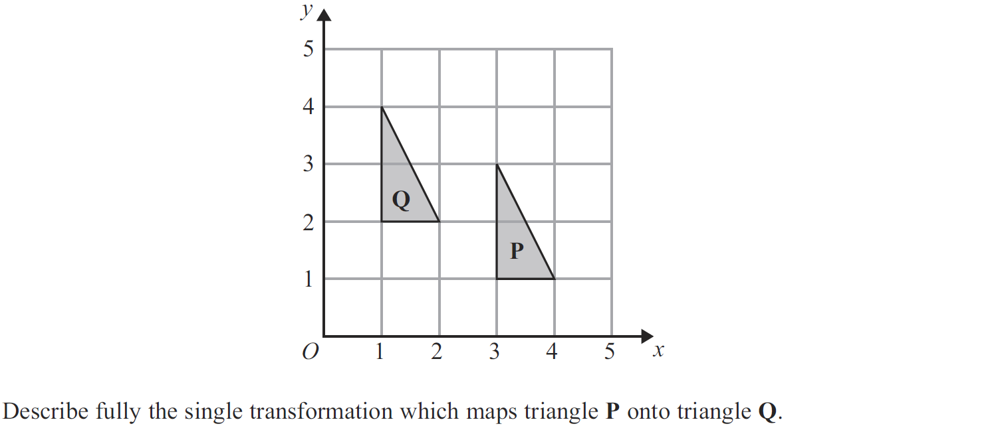 y
5
4
3
2
1
Q
P
O 1 2 3 4 5 x
Describe fully the single transformation which maps triangle P onto triangle Q.